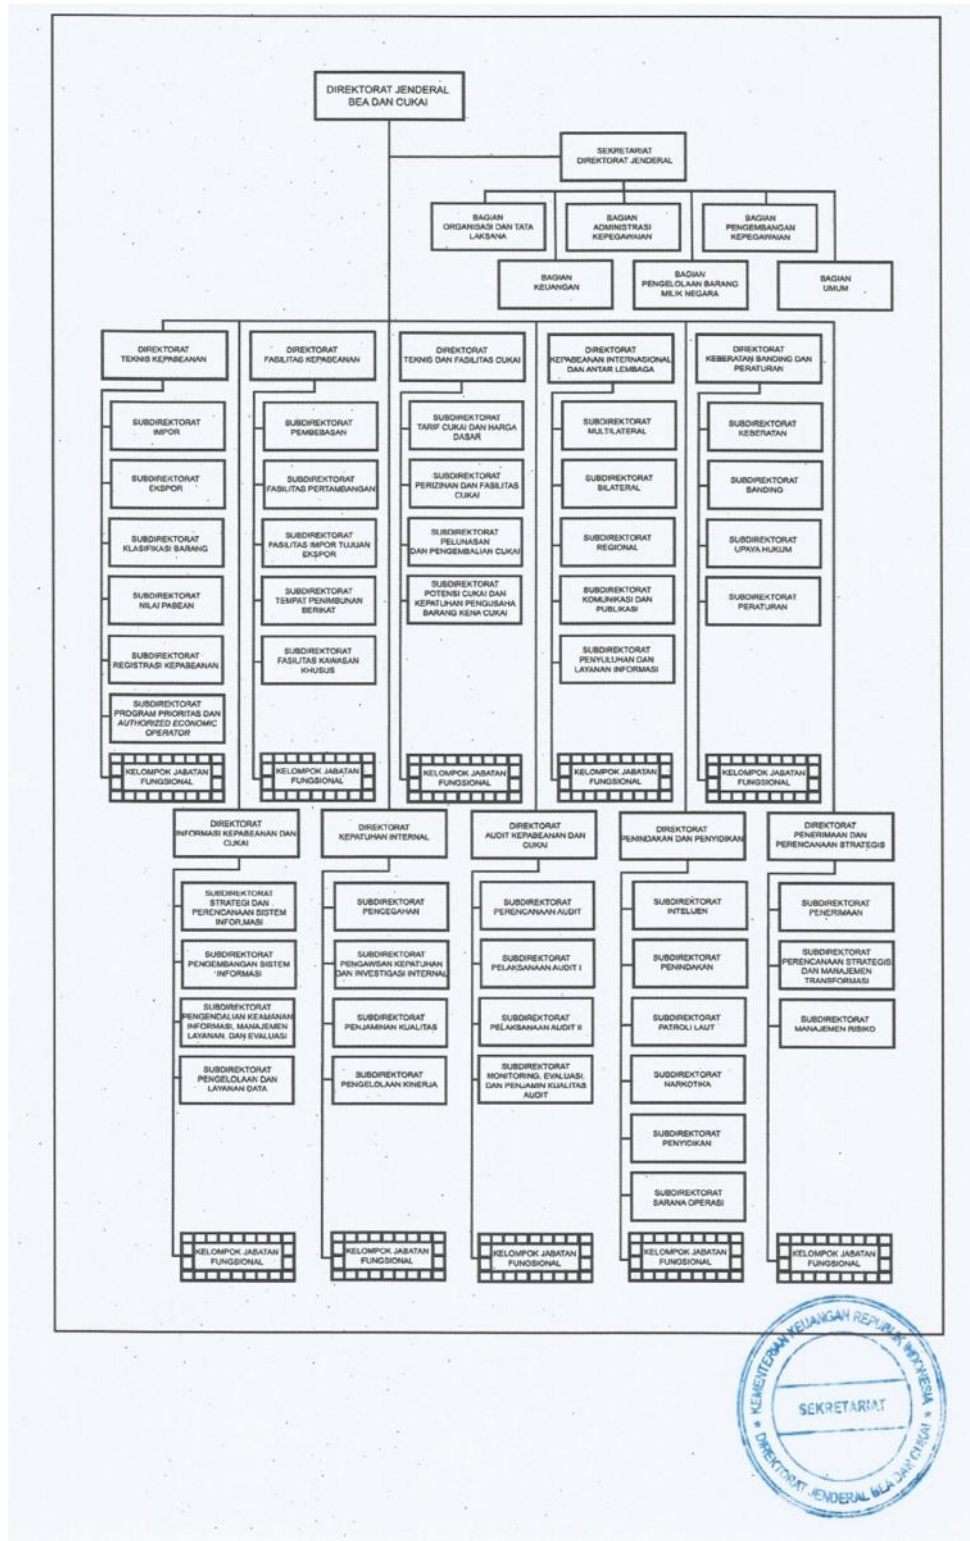 DIREKTORAT JENDERAL
BEA DAN CUKAI
SEKRETARIAT
DIREKTORAT JENDERAL
BAGIAN
ORGANISASI DAN TATA
LAKSANA
BAGIAN
ADMINISTRASI
KEPEGAWAIAN
BAGIAN
PENGEMBANGAN
KEPEGAWAIAN
BAGIAN
KEUANGAN
BAGIAN
PENGELOLAAN BARANG
MILIK NEGARA
BAGIAN
UMUM
DIREKTORAT
TEKNIS KEPABEANAN
SUBDIREKTORAT
IMPOR
SUBDIREKTORAT
EKSPOR
SUBDIREKTORAT
KLASIFIKASI BARANG
SUBDIREKTORAT
NILAI PABEAN
SUBDIREKTORAT
REGISTRASI KEPABEANAN
SUBDIREKTORAT
PROGRAM PRIORITAS DAN
AUTHORIZED ECONOMIC
OPERATOR
KELOMPOK JABATAN
FUNGSIONAL
DIREKTORAT
FASILITAS KEPABEANAN
SUBDIREKTORAT
PEMBEBASAN
SUBDIREKTORAT
FASILITAS PERTAMBANGAN
SUBDIREKTORAT
FASILITAS IMPOR TUJUAN
EKSPOR
SUBDIREKTORAT
TEMPAT PENIMBUNAN
BERIKAT
SUBDIREKTORAT
FASILITAS KAWASAN
KHUSUS
KELOMPOK JABATAN
FUNGSIONAL
DIREKTORAT
TEKNIS DAN FASILITAS CUKAI
SUBDIREKTORAT
TARIF CUKAI DAN HARGA
DASAR
SUBDIREKTORAT
PERIZINAN DAN FASILITAS
CUKAI
SUBDIREKTORAT
PELUNASAN
DAN PENGEMBALIAN CUKAI
SUBDIREKTORAT
POTENSI CUKAI DAN
KEPATUHAN PENGUSAHA
BARANG KENA CUKAI
KELOMPOK JABATAN
FUNGSIONAL
DIREKTORAT
KEPABEANAN INTERNASIONAL
DAN ANTAR LEMBAGA
SUBDIREKTORAT
MULTILATERAL
SUBDIREKTORAT
BILATERAL
SUBDIREKTORAT
REGIONAL
SUBDIREKTORAT
KOMUNIKASI DAN
PUBLIKASI
SUBDIREKTORAT
PENYULUHAN DAN
LAYANAN INFORMASI
KELOMPOK JABATAN
FUNGSIONAL
DIREKTORAT
KEBERATAN BANDING DAN
PERATURAN
SUBDIREKTORAT
KEBERATAN
SUBDIREKTORAT
BANDING
SUBDIREKTORAT
UPAYA HUKUM
SUBDIREKTORAT
PERATURAN
KELOMPOK JABATAN
FUNGSIONAL
DIREKTORAT
INFORMASI KEPABEANAN DAN
CUKAI
SUBDIREKTORAT
STRATEGI DAN
PERENCANAAN SISTEM
INFORMASI
SUBDIREKTORAT
PENGEMBANGAN SISTEM
INFORMASI
SUBDIREKTORAT
PENGENDALIAN KEAMANAN
INFORMASI, MANAJEMEN
LAYANAN, DAN EVALUASI
SUBDIREKTORAT
PENGELOLAAN DAN
LAYANAN DATA
KELOMPOK JABATAN
FUNGSIONAL
DIREKTORAT
KEPATUHAN INTERNAL
SUBDIREKTORAT
PENCEGAHAN
SUBDIREKTORAT
PENGAWSAN KEPATUHAN
DAN INVESTIGASI INTERNAL
SUBDIREKTORAT
PENJAMINAN KUALITAS
SUBDIREKTORAT
PENGELOLAAN KINERJA
KELOMPOK JABATAN
FUNGSIONAL
DIREKTORAT
AUDIT KEPABEANAN DAN
CUKAI
SUBDIREKTORAT
PERENCANAAN AUDIT
SUBDIREKTORAT
PELAKSANAAN AUDIT I
SUBDIREKTORAT
PELAKSANAAN AUDIT II
SUBDIREKTORAT
MONITORING, EVALUASI,
DAN PENJAMIN KUALITAS
AUDIT
KELOMPOK JABATAN
FUNGSIONAL
DIREKTORAT
PENINDAKAN DAN PENYIDIKAN
SUBDIREKTORAT
INTELIJEN
SUBDIREKTORAT
PENINDAKAN
SUBDIREKTORAT
PATROLI LAUT
SUBDIREKTORAT
NARKOTIKA
SUBDIREKTORAT
PENYIDIKAN
SUBDIREKTORAT
SARANA OPERASI
KELOMPOK JABATAN
FUNGSIONAL
DIREKTORAT
PENERIMAAN DAN
PERENCANAAN STRATEGIS
SUBDIREKTORAT
PENERIMAAN
SUBDIREKTORAT
PERENCANAAN STRATEGIS
DAN MANAJEMEN
TRANSFORMASI
SUBDIREKTORAT
MANAJEMEN RISIKO
KELOMPOK JABATAN
FUNGSIONAL
KEMENTERIAN KEUANGAN REPUBLIK INDONESIA
SEKRETARIAT
DIREKTORAT JENDERAL BEA DAN CUKAI